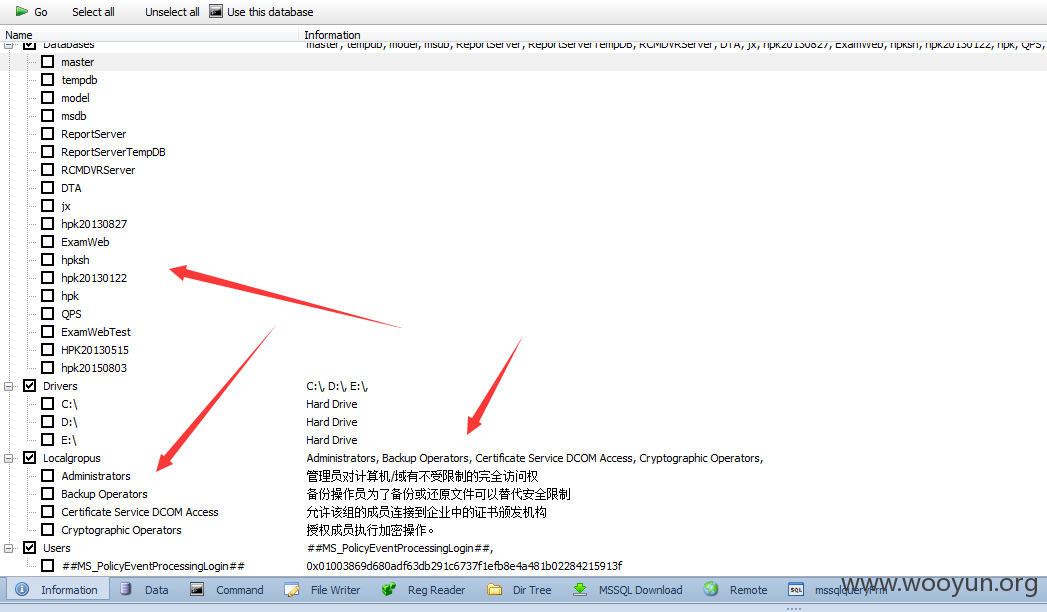 Go Select all Unselect all Use this database
Name Information
Databases master, tempdb, model, msdb, ReportServer, ReportServerTempDB, RCMDVRServer, DTA, jx, hpk20130827, ExamWeb, hpksh, hpk20130122, hpk, QPS,
master
tempdb
model
msdb
ReportServer
ReportServerTempDB
RCMDVRServer
DTA
jx
hpk20130827
ExamWeb
hpksh
hpk20130122
hpk
QPS
ExamWebTest
HPK20130515
hpk20150803
Drivers C:\, D:\, E:\,
C:\ Hard Drive
D:\ Hard Drive
E:\ Hard Drive
Localgropus Administrators, Backup Operators, Certificate Service DCOM Access, Cryptographic Operators,
Administrators 管理员对计算机/域有不受限制的完全访问权
Backup Operators 备份操作员为了备份或还原文件可以替代安全限制
Certificate Service DCOM Access 允许该组的成员连接到企业中的证书颁发机构
Cryptographic Operators 授权成员执行加密操作。
Users ##MS_PolicyEventProcessingLogin##,
##MS_PolicyEventProcessingLogin## 0x01003869d680adf63db291c6737f1efb8e4a481b02284215913f
Information Data Command File Writer Reg Reader Dir Tree MSSQL Download Remote SQL mssqlqueryFrm
www.wooyun.org